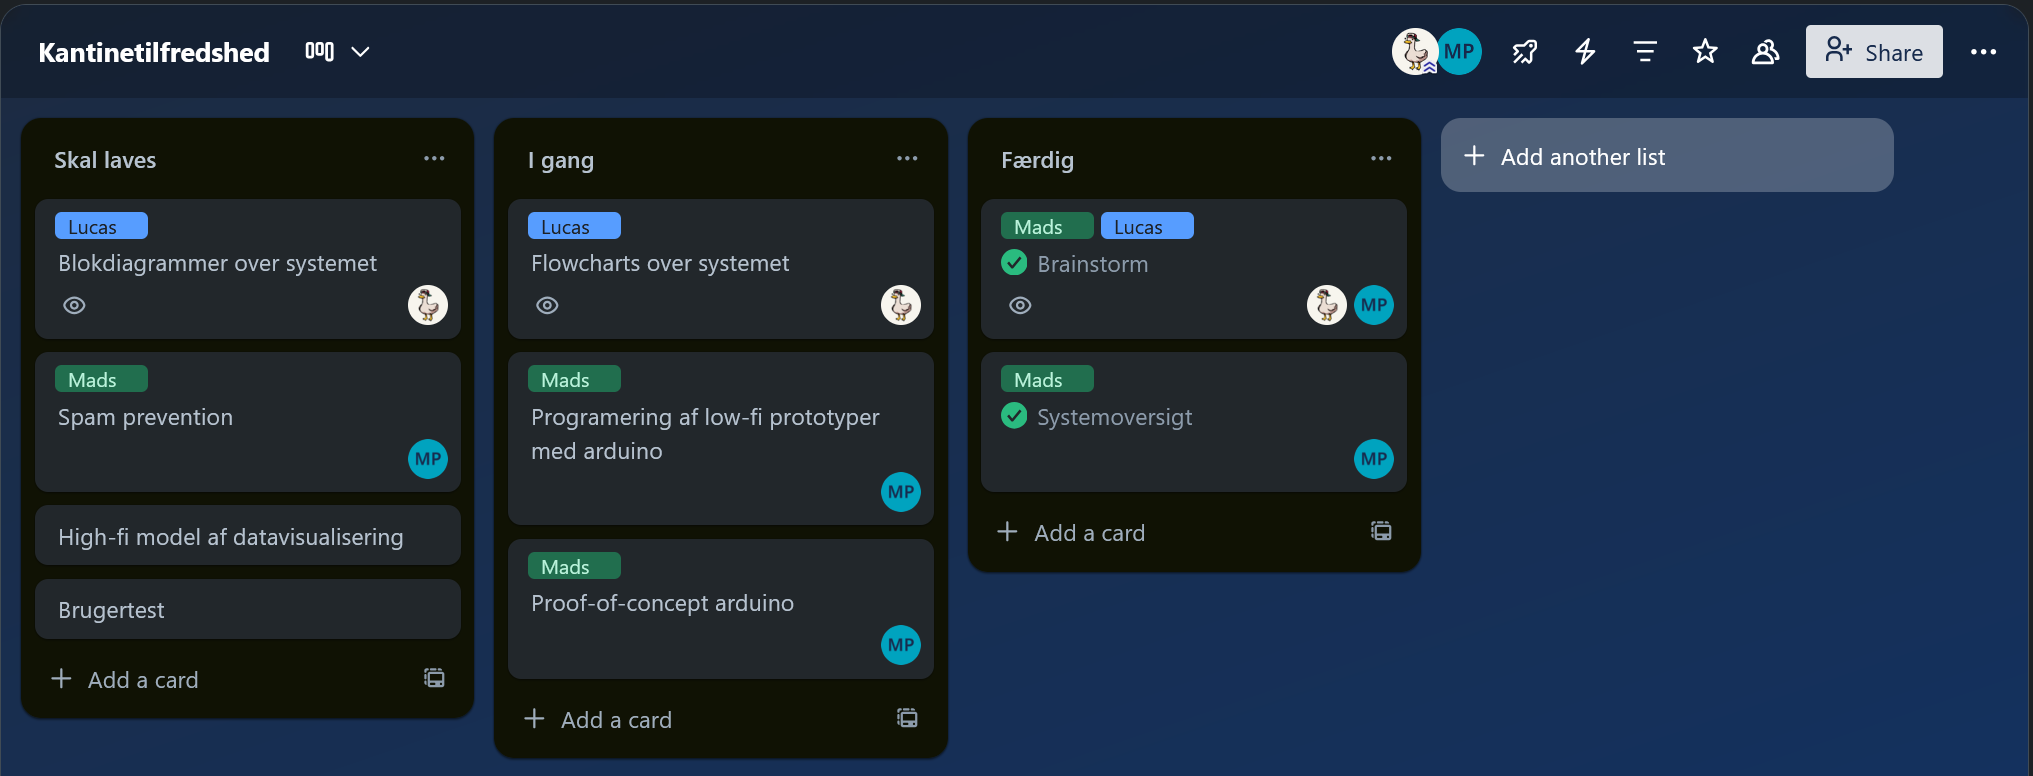 Kantinetilfredshed
MP
Share
Skal laves
Lucas
Blokdiagrammer over systemet
Mads
Spam prevention
MP
High-fi model af datavisualisering
Brugertest
Add a card
I gang
Lucas
Flowcharts over systemet
Mads
Programering af low-fi prototyper
med arduino
MP
Mads
Proof-of-concept arduino
MP
Add a card
Færdig
Mads Lucas
Brainstorm
MP
Mads
Systemoversigt
MP
Add a card
Add another list